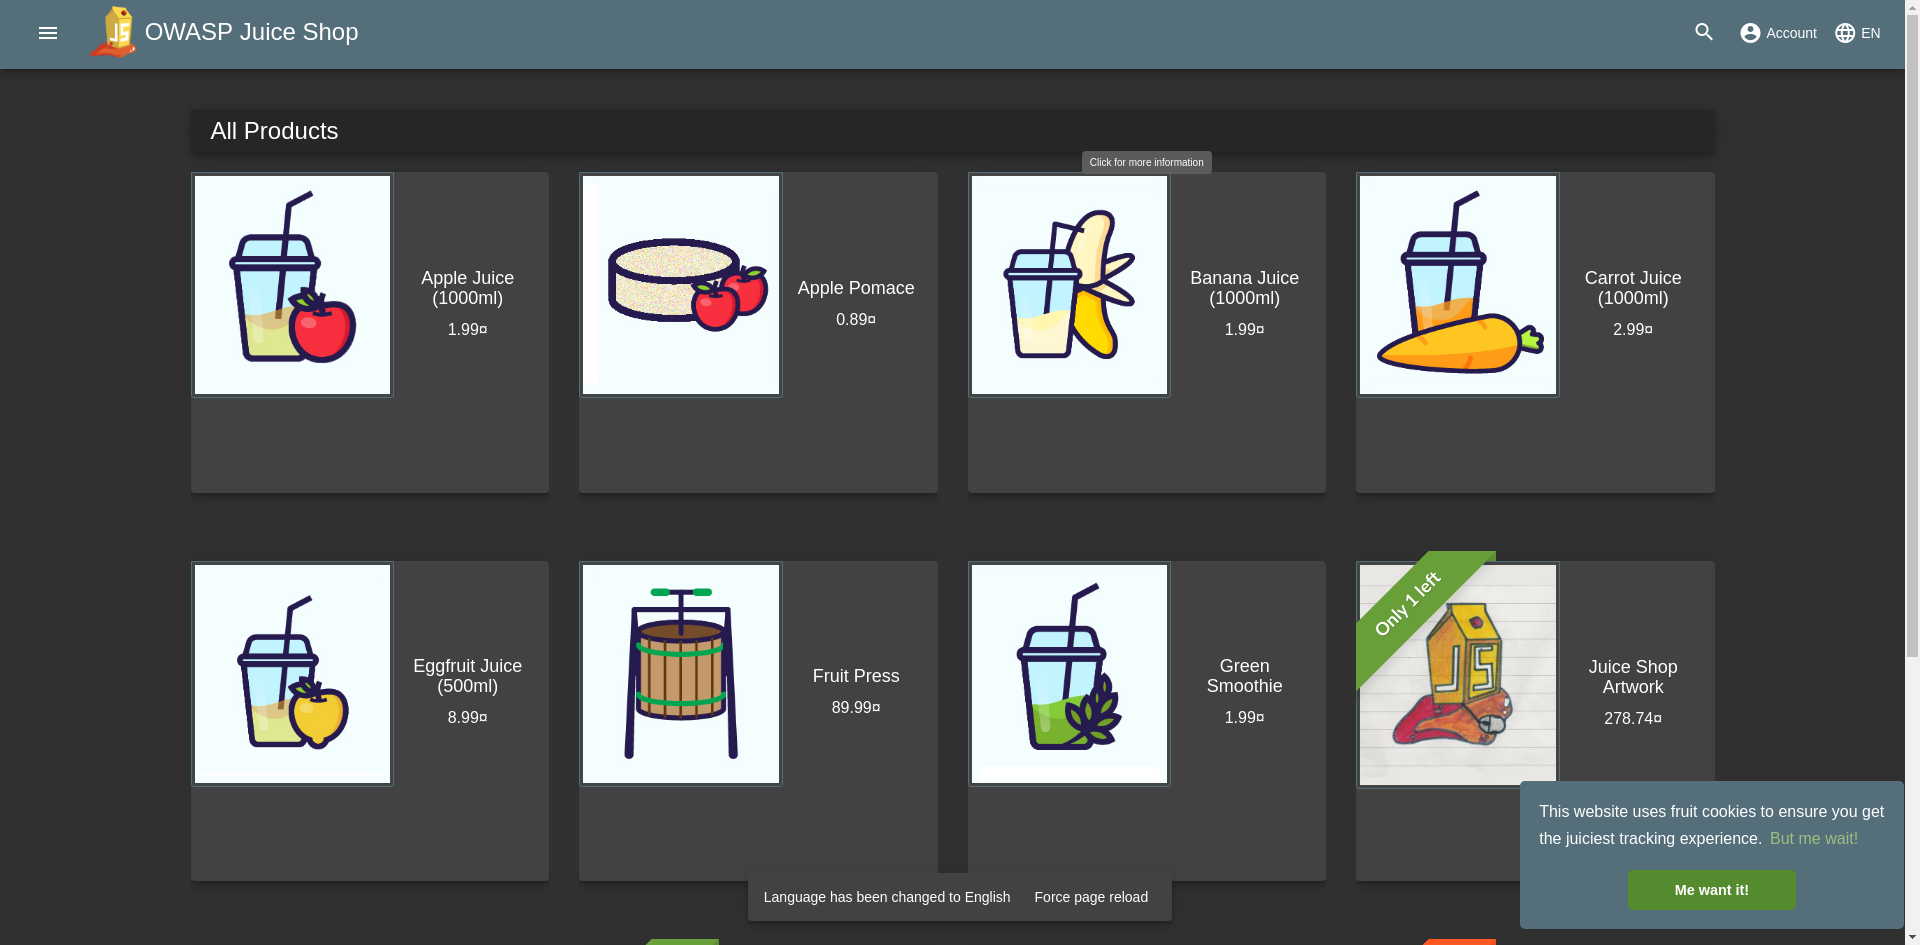 OWASP Juice Shop
Account
EN
All Products
Click for more information
Apple Juice
(1000ml)
1.99¤
Apple Pomace
0.89¤
Banana Juice
(1000ml)
1.99¤
Carrot Juice
(1000ml)
2.99¤
Eggfruit Juice
(500ml)
8.99¤
Fruit Press
89.99¤
Green
Smoothie
1.99¤
Only 1 left
JS
Juice Shop
Artwork
278.74¤
This website uses fruit cookies to ensure you get
the juiciest tracking experience. But me wait!
Me want it!
Language has been changed to English Force page reload